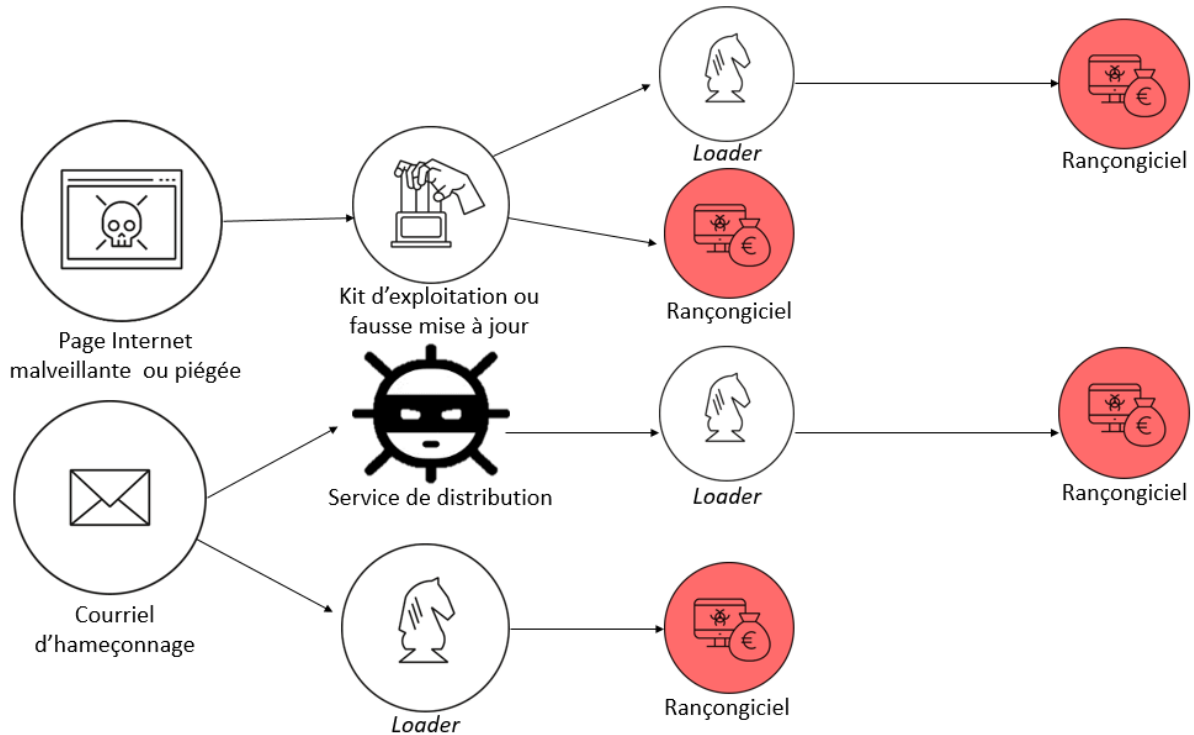 Loader
Rançongiciel
Kit d'exploitation ou
fausse mise à jour
Rançongiciel
Page Internet
malveillante  ou piégée
Service de distribution
Loader
Rançongiciel
Courriel
d'hameçonnage
Loader
Rançongiciel